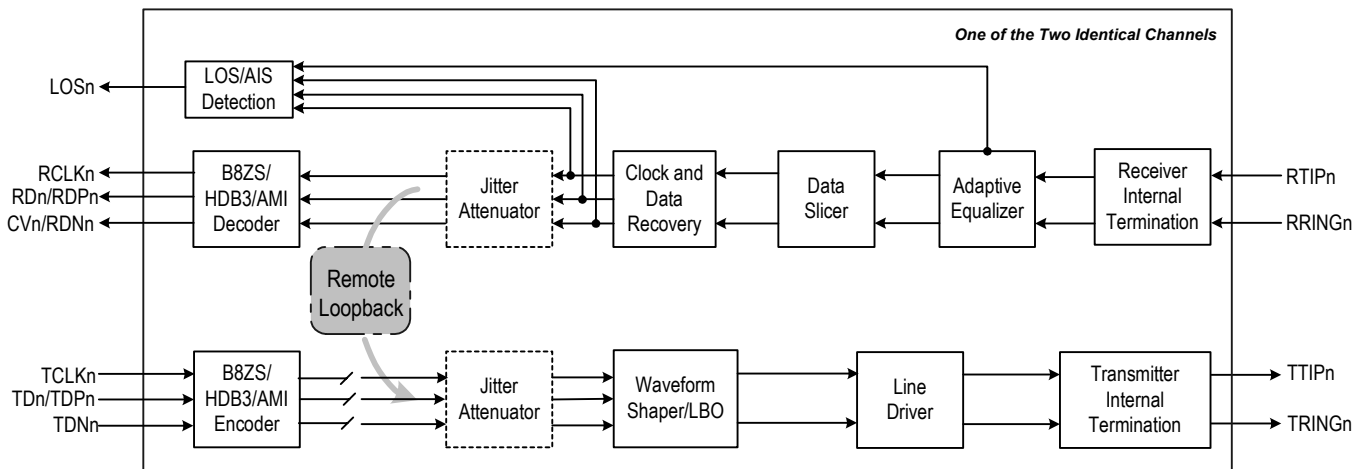 One of the Two Identical Channels
LOSn
LOS/AIS
Detection
RCLKn
RDn/RDPn
CVn/RDNn
B8ZS/
HDB3/AMI
Decoder
Jitter
Attenuator
Clock and
Data
Recovery
Data
Slicer
Adaptive
Equalizer
Receiver
Internal
Termination
RTIPn
RRINGn
Remote
Loopback
TCLKn
TDn/TDPn
TDNn
B8ZS/
HDB3/AMI
Encoder
Jitter
Attenuator
Waveform
Shaper/LBO
Line
Driver
Transmitter
Internal
Termination
TTIPn
TRINGn